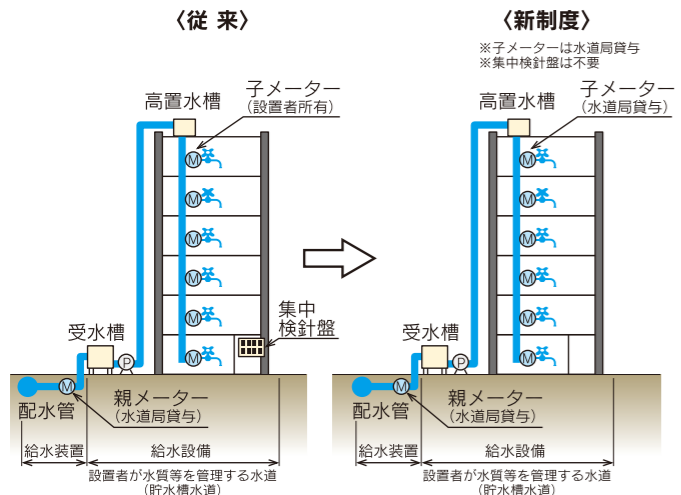 〈従 来〉
高置水槽
子メーター
（設置者所有）
M
M
M
M
M
M
集中
検針盤
受水槽
P
M
配水管
親メーター
（水道局貸与）
給水装置
給水設備
設置者が水質等を管理する水道
（貯水槽水道）
〈新制度〉
※子メーターは水道局貸与
※集中検針盤は不要
高置水槽
子メーター
（水道局貸与）
M
M
M
M
M
M
受水槽
P
M
配水管
親メーター
（水道局貸与）
給水装置
給水設備
設置者が水質等を管理する水道
（貯水槽水道）